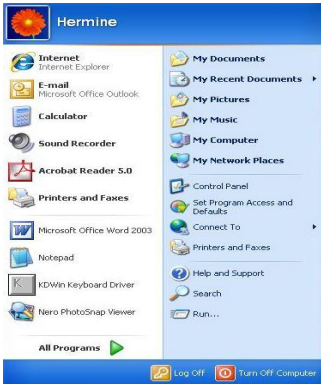 Hermine
Internet
Internet Explorer
E-mail
Microsoft Office Outlook
Calculator
Sound Recorder
Acrobat Reader 5.0
Printers and Faxes
Microsoft Office Word 2003
Notepad
KDWin Keyboard Driver
Nero PhotoSnap Viewer
All Programs
My Documents
My Recent Documents
My Pictures
My Music
My Computer
My Network Places
Control Panel
Set Program Access and
Defaults
Connect To
Printers and Faxes
Help and Support
Search
Run...
Log Off
Turn Off Computer